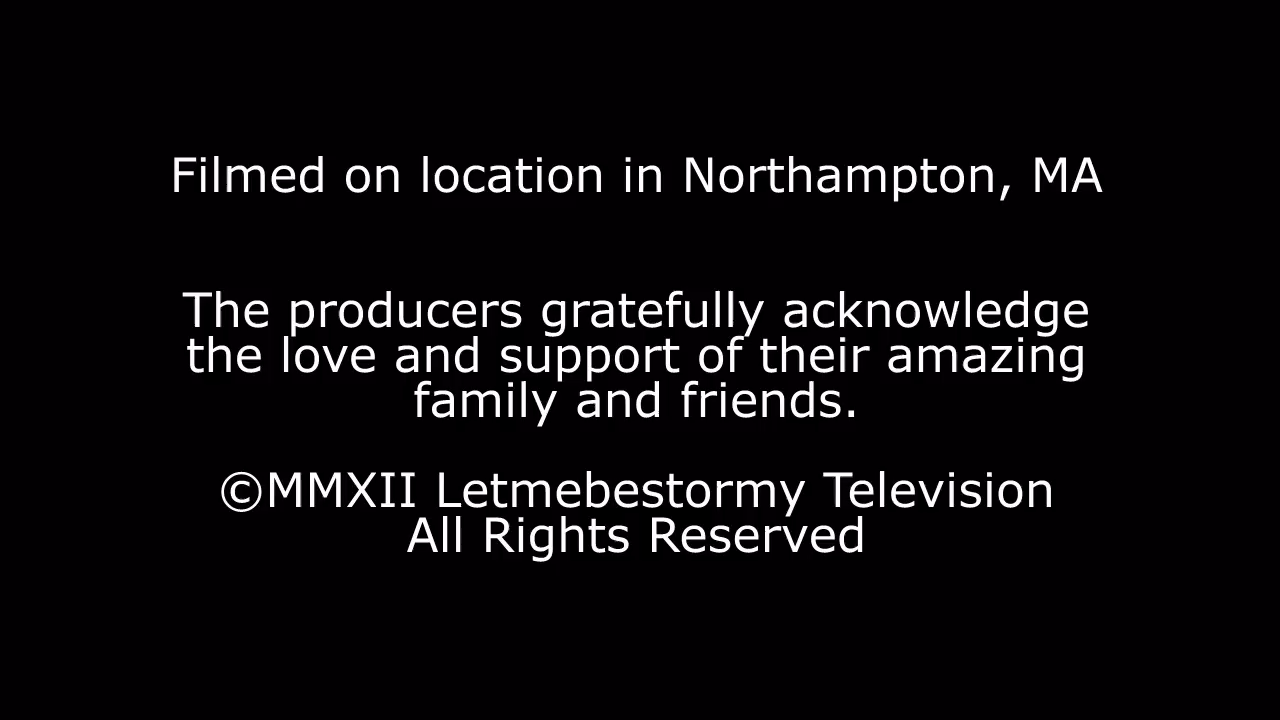 Filmed on location in Northampton, MA
The producers gratefully acknowledge
the love and support of their amazing
family and friends.
©MMXII Letmebestormy Television
All Rights Reserved